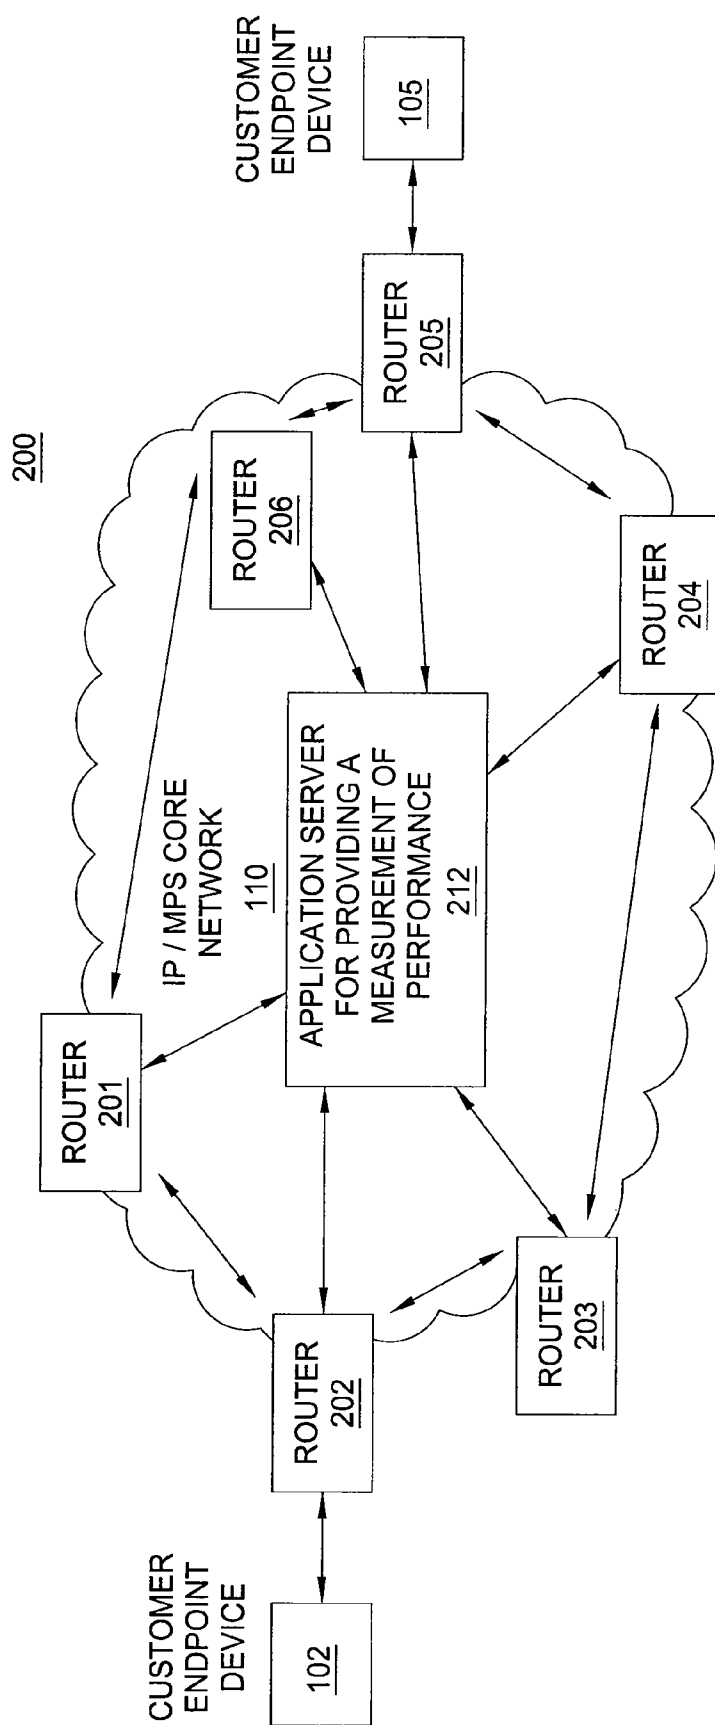 200
CUSTOMER
ENDPOINT
DEVICE
102
ROUTER
202
ROUTER
201
ROUTER
203
IP / MPS CORE
NETWORK
110
APPLICATION SERVER
FOR PROVIDING A
MEASUREMENT OF
PERFORMANCE
212
ROUTER
206
ROUTER
204
ROUTER
205
CUSTOMER
ENDPOINT
DEVICE
105